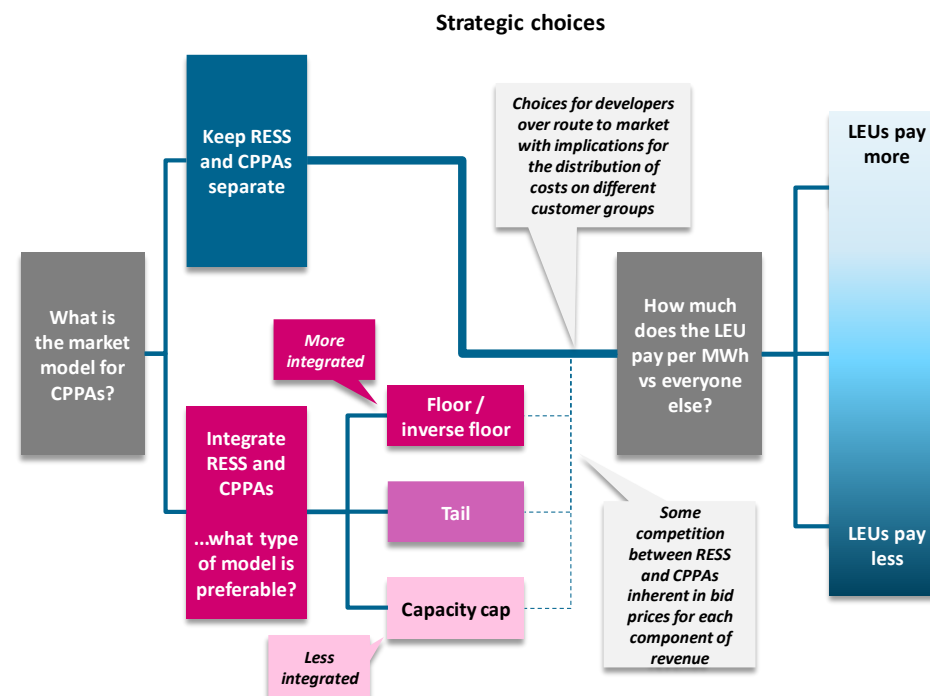 Strategic choices
Keep RESS
and CPPAs
separate
Choices for developers
over route to market
with implications for
the distribution of
costs on different
customer groups
LEUs pay
more
What is
the market
model for
CPPAs?
How much
does the LEU
pay per MWh
vs everyone
else?
More
integrated
Floor /
inverse floor
Integrate
RESS and
CPPAs
...what type
of model is
preferable?
Tail
Capacity cap
Less
integrated
Some
competition
between RESS
and CPPAs
inherent in bid
prices for each
component of
revenue
LEUs pay
less